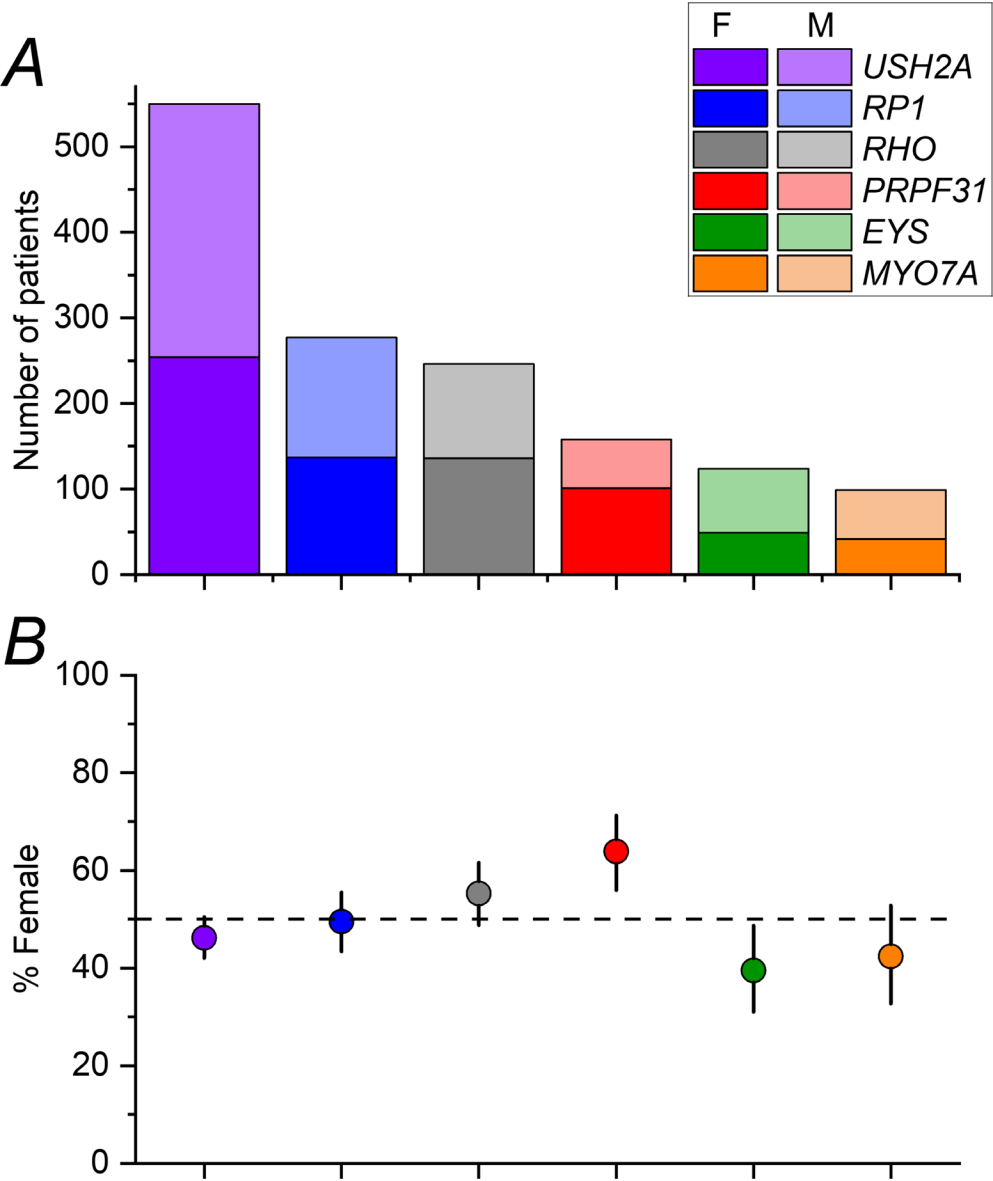 A
F M
USH2A
RP1
RHO
PRPF31
EYS
MYO7A
Number of patients
500
400
300
200
100
0
B
% Female
100
80
60
40
20
0